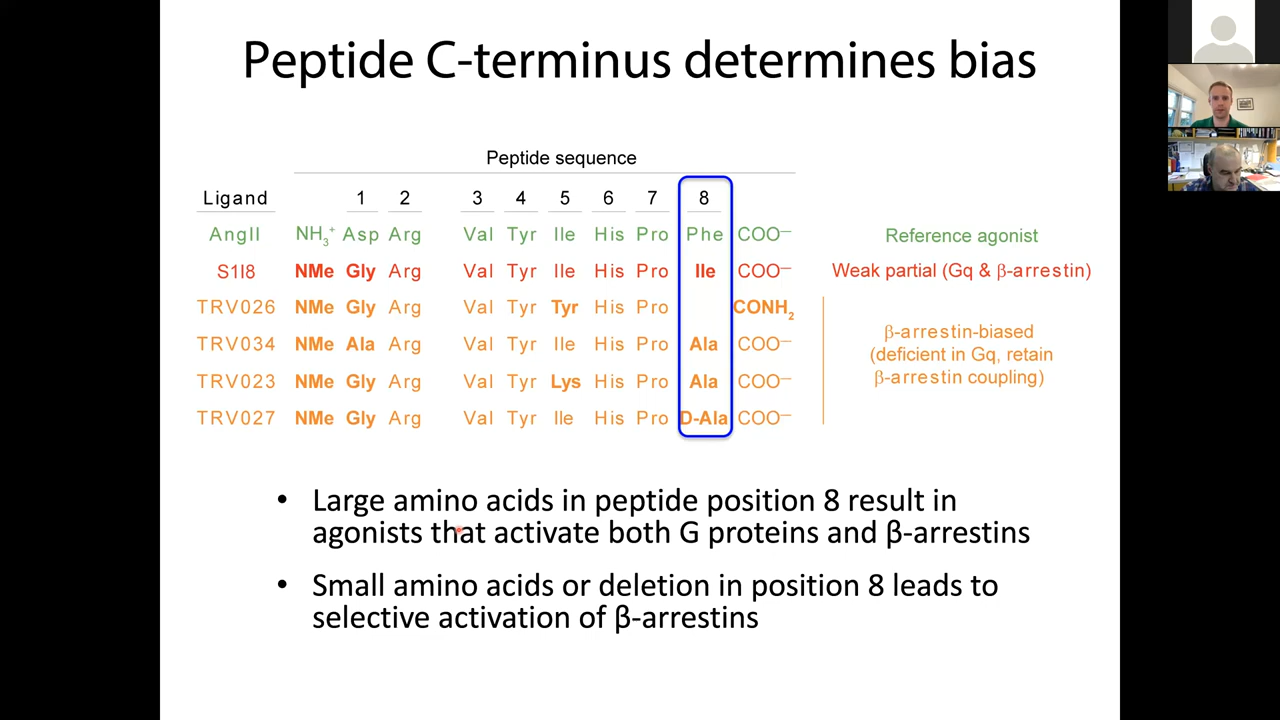 Peptide C-terminus determines bias
Peptide sequence
Ligand 1 2 3 4 5 6 7 8
AngII NH3+ Asp Arg Val Tyr Ile His Pro Phe COO− Reference agonist
S1I8 NMe Gly Arg Val Tyr Ile His Pro Ile COO− Weak partial (Gq & β-arrestin)
TRV026 NMe Gly Arg Val Tyr Tyr His Pro CONH2
β-arrestin-biased
TRV034 NMe Ala Arg Val Tyr Ile His Pro Ala COO−
(deficient in Gq, retain
β-arrestin coupling)
TRV023 NMe Gly Arg Val Tyr Lys His Pro Ala COO−
TRV027 NMe Gly Arg Val Tyr Ile His Pro D-Ala COO−
• Large amino acids in peptide position 8 result in
agonists that activate both G proteins and β-arrestins
• Small amino acids or deletion in position 8 leads to
selective activation of β-arrestins